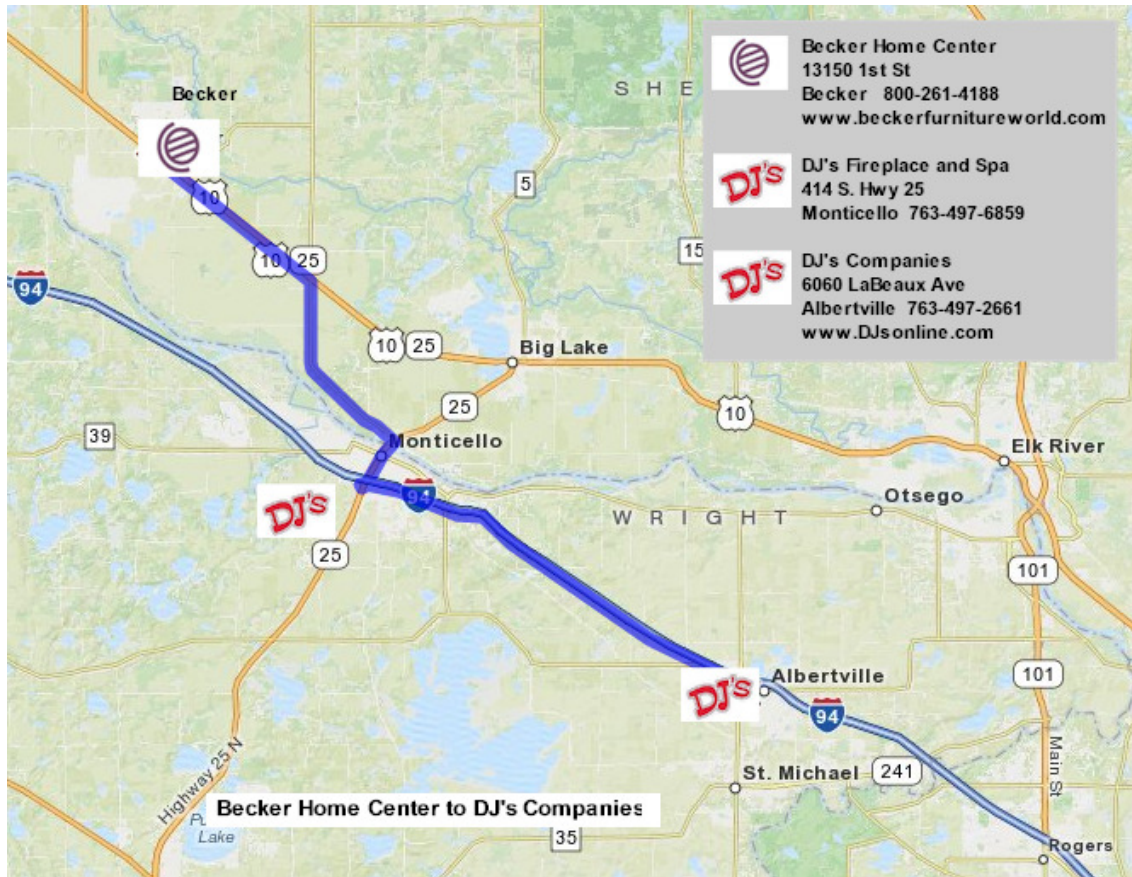 Becker Home Center
13150 1st St
Becker 800-261-4188
www.beckerfurnitureworld.com
DJ's Fireplace and Spa
DJ's
414 S. Hwy 25
Monticello 763-497-6859
DJ's Companies
DJ's
6060 LaBeaux Ave
Albertville 763-497-2661
www.DJsonline.com
SHE
Becker
5
10
15
10 25
94
10 25
Big Lake
25
10
39
Monticello
Elk River
94
Otsego
DJ's
WRIGHT
25
101
101
Albertville
DJ's
94
Main St
Highway 25 N
St. Michael
241
Becker Home Center to DJ's Companies
Lake
35
Rogers